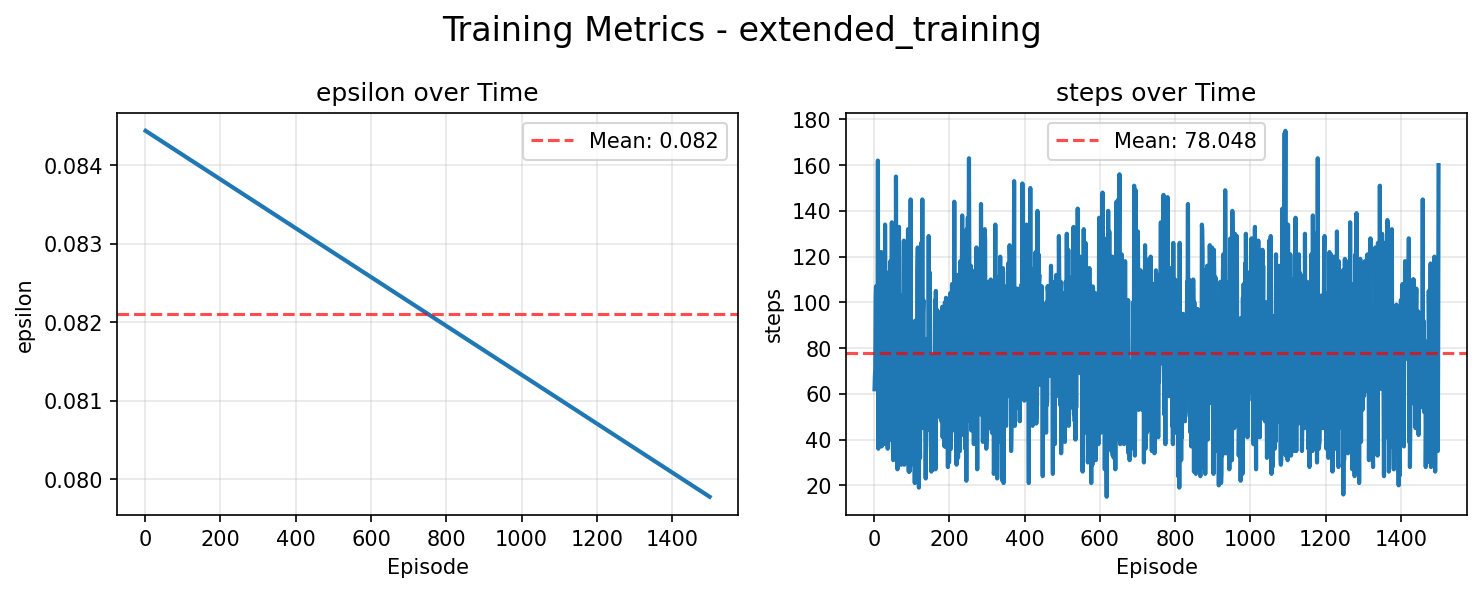 Training Metrics - extended_training
epsilon over Time
Mean: 0.082
0.084
0.083
0.082
0.081
0.080
epsilon
0 200 400 600 800 1000 1200 1400
Episode
steps over Time
Mean: 78.048
180
160
140
120
100
80
60
40
20
steps
0 200 400 600 800 1000 1200 1400
Episode